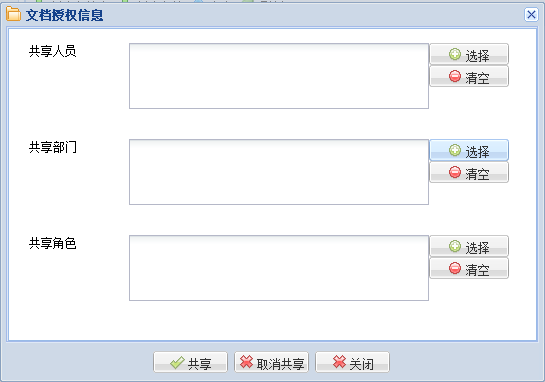 文档授权信息
共享人员
选择
清空
共享部门
选择
清空
共享角色
选择
清空
共享 取消共享 关闭